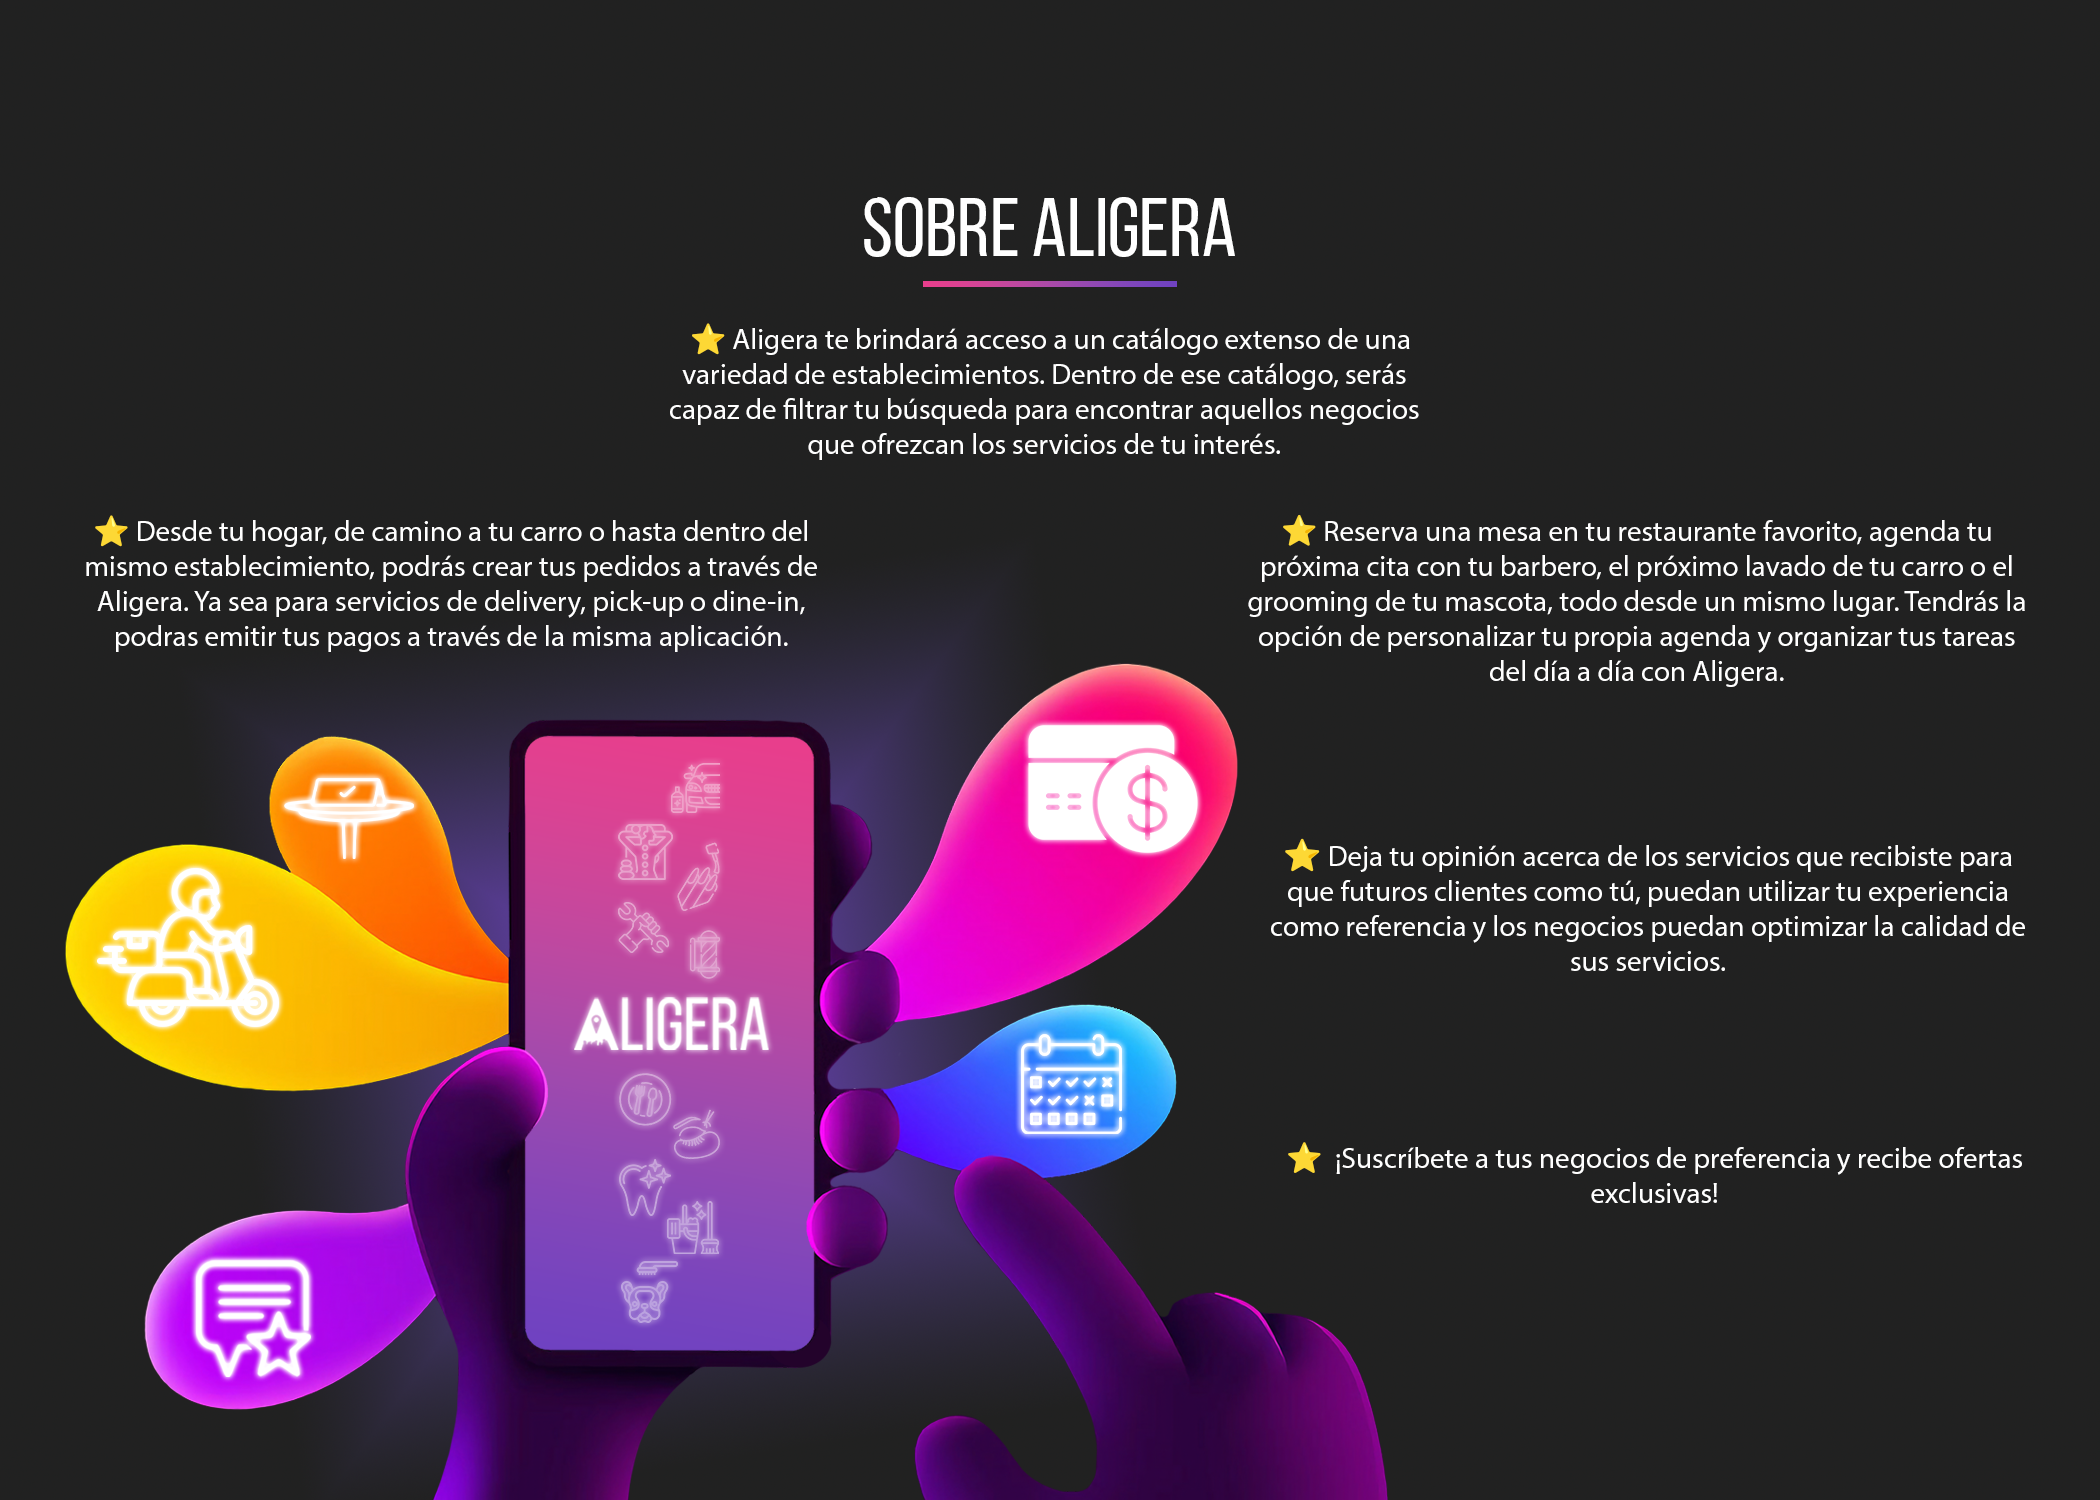 SOBRE ALIGERA
⭐ Aligera te brindará acceso a un catálogo extenso de una
variedad de establecimientos. Dentro de ese catálogo, serás
capaz de filtrar tu búsqueda para encontrar aquellos negocios
que ofrezcan los servicios de tu interés.
⭐ Desde tu hogar, de camino a tu carro o hasta dentro del
mismo establecimiento, podrás crear tus pedidos a través de
Aligera. Ya sea para servicios de delivery, pick-up o dine-in,
podras emitir tus pagos a través de la misma aplicación.
⭐ Reserva una mesa en tu restaurante favorito, agenda tu
próxima cita con tu barbero, el próximo lavado de tu carro o el
grooming de tu mascota, todo desde un mismo lugar. Tendrás la
opción de personalizar tu propia agenda y organizar tus tareas
del día a día con Aligera.
⭐ Deja tu opinión acerca de los servicios que recibiste para
que futuros clientes como tú, puedan utilizar tu experiencia
como referencia y los negocios puedan optimizar la calidad de
sus servicios.
⭐ ¡Suscríbete a tus negocios de preferencia y recibe ofertas
exclusivas!
$
ALIGERA